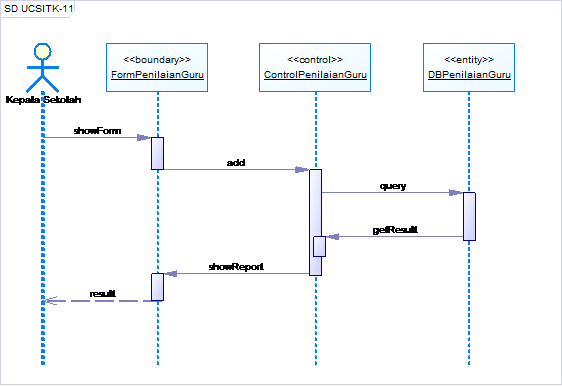 SD UCSITK-11
<<boundary>>
FormPenilaianGuru
<<control>>
ControlPenilaianGuru
<<entity>>
DBPenilaianGuru
Kepala Sekolah
showForm
add
query
getResult
showReport
result